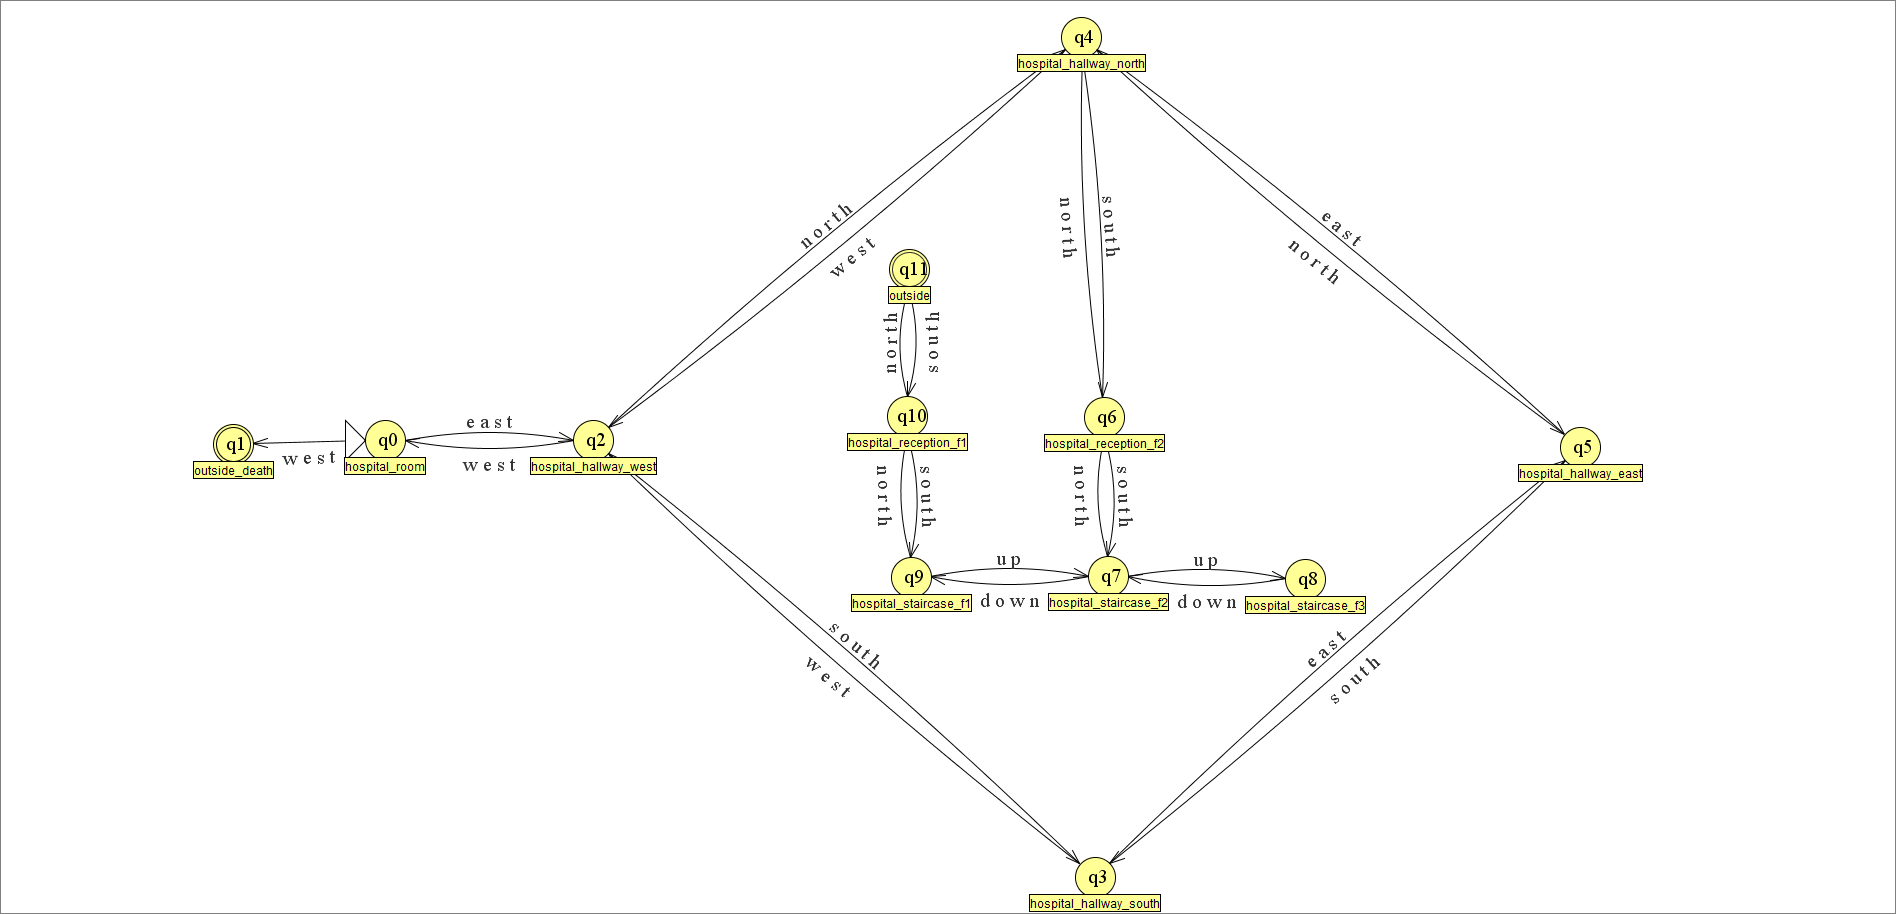 q4
hospital_hallway_north
north
west
north
south
east
north
q11
outside
north
south
q10
hospital_reception_f1
q6
hospital_reception_f2
q1
outside_death
west
q0
hospital_room
east
west
q2
hospital_hallway_west
q5
hospital_hallway_east
north
south
north
south
q9
hospital_staircase_f1
up
down
q7
hospital_staircase_f2
up
down
q8
hospital_staircase_f3
south
west
east
south
q3
hospital_hallway_south